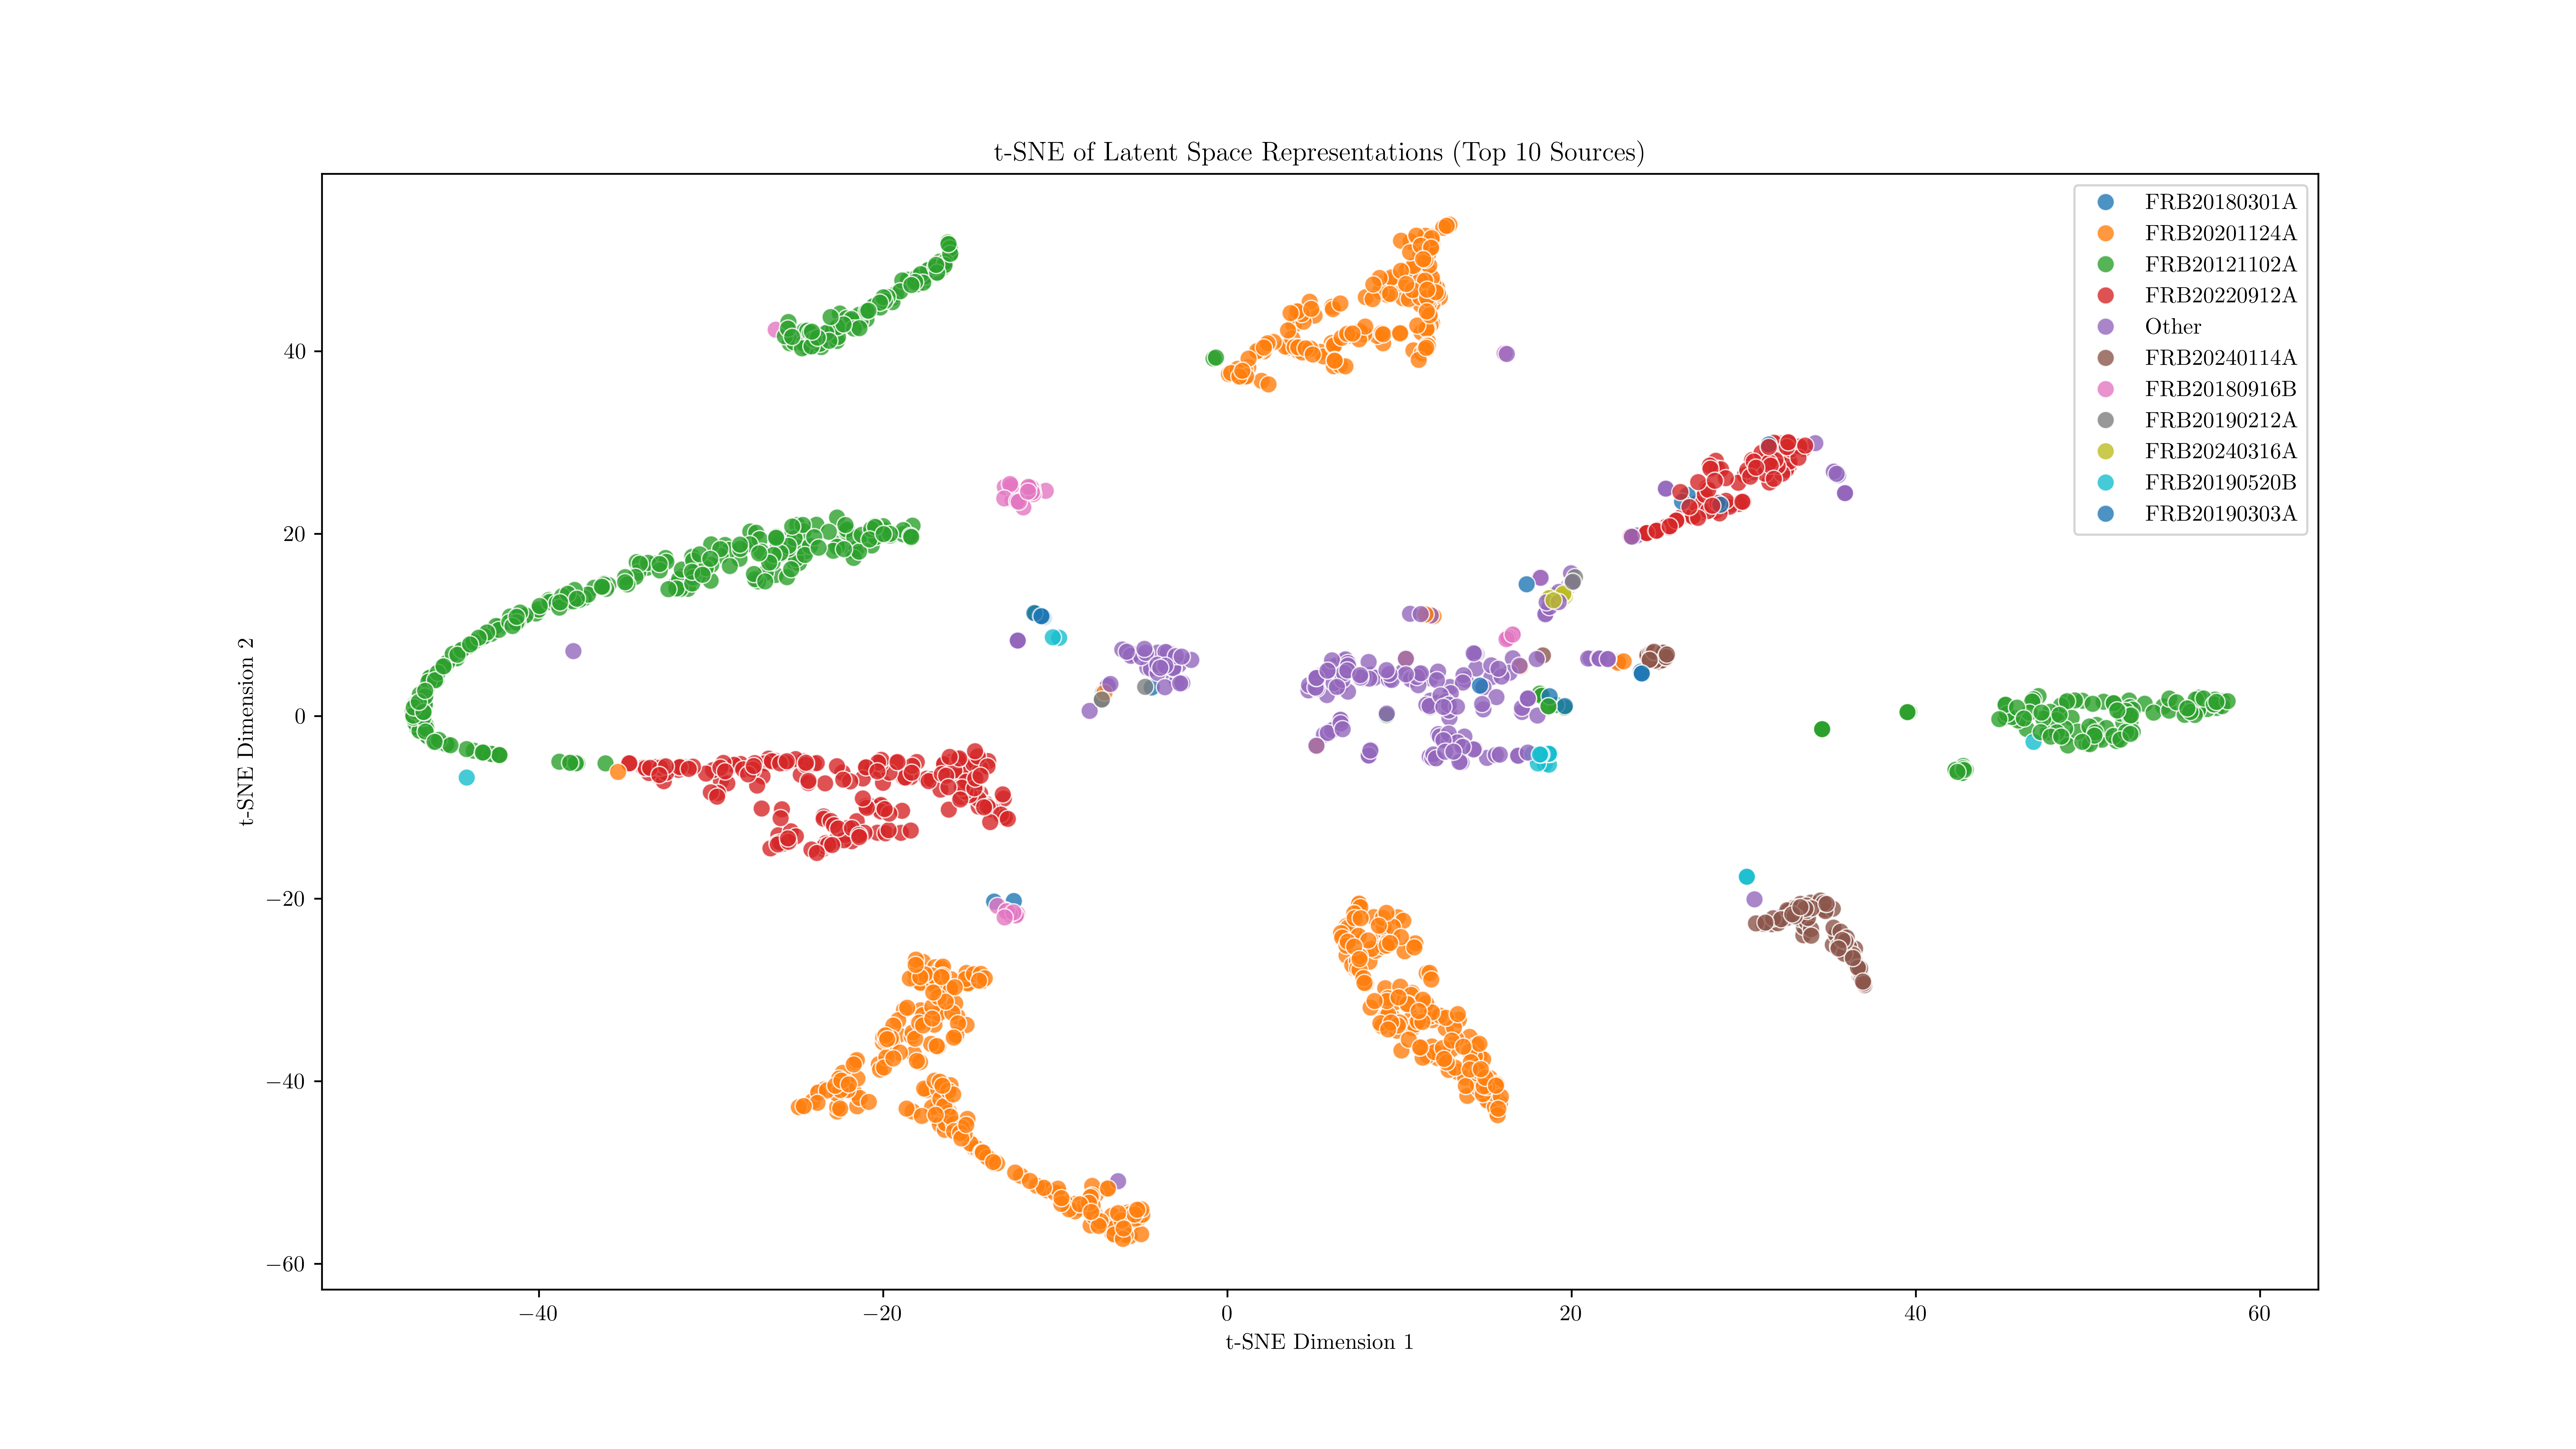 t-SNE of Latent Space Representations (Top 10 Sources)
FRB20180301A
FRB20201124A
FRB20121102A
FRB20220912A
Other
FRB20240114A
FRB20180916B
FRB20190212A
FRB20240316A
FRB20190520B
FRB20190303A
40
20
0
−20
−40
−60
t-SNE Dimension 2
−40 −20 0 20 40 60
t-SNE Dimension 1